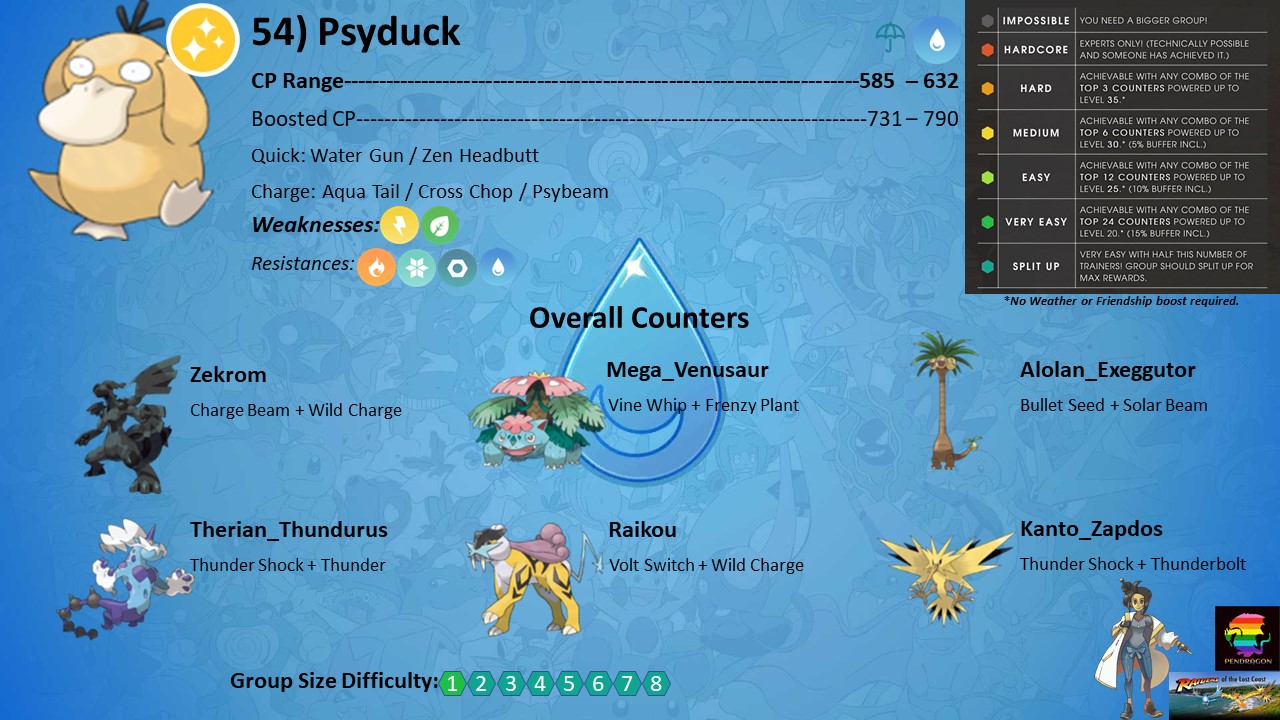 54) Psyduck
CP Range---585 – 632
Boosted CP---731 – 790
Quick: Water Gun / Zen Headbutt
Charge: Aqua Tail / Cross Chop / Psybeam
Weaknesses:
Resistances:
IMPOSSIBLE YOU NEED A BIGGER GROUP!
HARDCORE EXPERTS ONLY! (TECHNICALLY POSSIBLE
AND SOMEONE HAS ACHIEVED IT.)
HARD ACHIEVABLE WITH ANY COMBO OF THE
TOP 3 COUNTERS POWERED UP TO
LEVEL 35.*
MEDIUM ACHIEVABLE WITH ANY COMBO OF THE
TOP 6 COUNTERS POWERED UP TO
LEVEL 30.* (5% BUFFER INCL.)
EASY ACHIEVABLE WITH ANY COMBO OF THE
TOP 12 COUNTERS POWERED UP TO
LEVEL 25.* (10% BUFFER INCL.)
VERY EASY ACHIEVABLE WITH ANY COMBO OF THE
TOP 24 COUNTERS POWERED UP TO
LEVEL 20.* (15% BUFFER INCL.)
SPLIT UP VERY EASY WITH HALF THIS NUMBER OF
TRAINERS! GROUP SHOULD SPLIT UP FOR
MAX REWARDS.
*No Weather or Friendship boost required.
Overall Counters
Zekrom
Charge Beam + Wild Charge
Mega_Venusaur
Vine Whip + Frenzy Plant
Alolan_Exeggutor
Bullet Seed + Solar Beam
Therian_Thundurus
Thunder Shock + Thunder
Raikou
Volt Switch + Wild Charge
Kanto_Zapdos
Thunder Shock + Thunderbolt
Group Size Difficulty: 1 2 3 4 5 6 7 8
PENDRAGON
RAIDERS of the Lost Coast